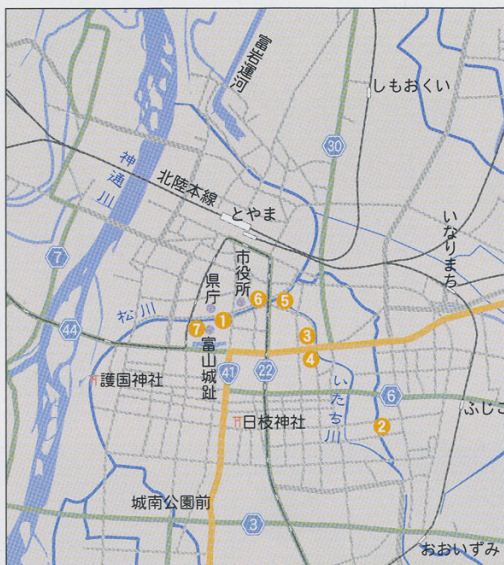 富岩運河
しもおくい
30
神通川
北陸本線
とやま
いなりまち
7
市役所
県庁
松川
6
5
1
7
3
44
富山城趾
4
41
22
いたち川
護国神社
6
ふじこ
日枝神社
2
城南公園前
3
おおいずみ